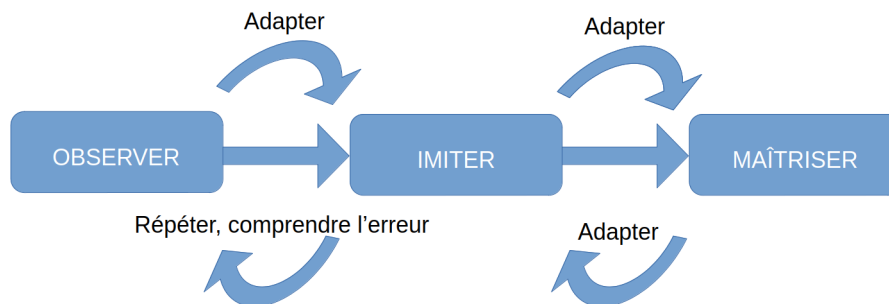 Adapter
Adapter
OBSERVER
IMITER
MAÎTRISER
Répéter, comprendre l’erreur
Adapter